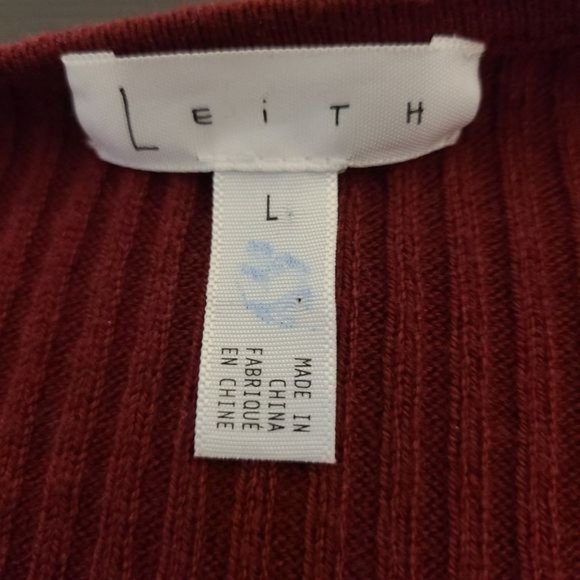 LEiTH
L
MADE IN
CHINA
FABRIQUÉ
EN CHINE